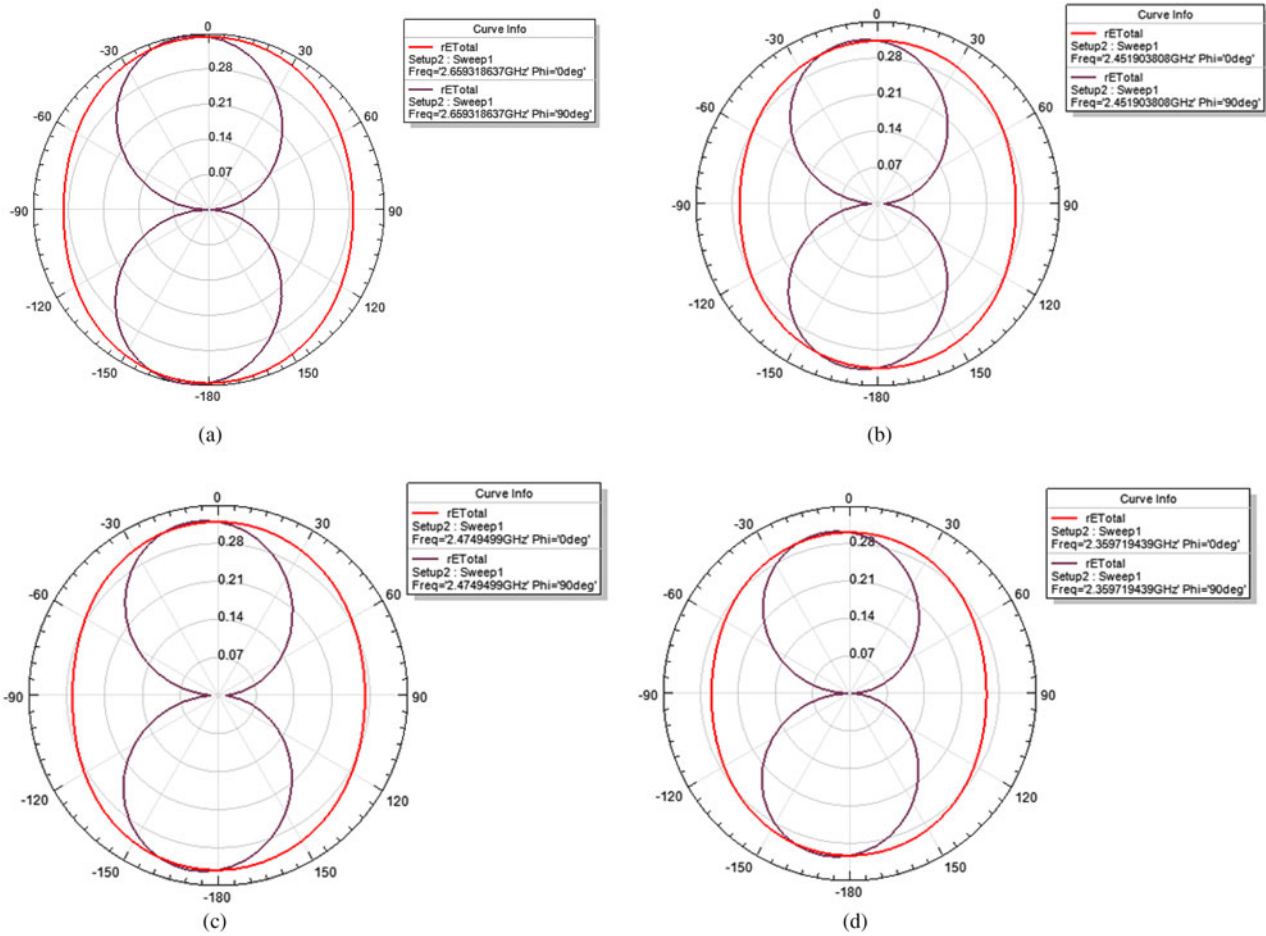 0
-30
30
-60
60
-90
90
-120
120
-150
150
-180
0.28
0.21
0.14
0.07
Curve Info
rETotal
Setup2 : Sweep1
Freq='2.659318637GHz' Phi='0deg'
rETotal
Setup2 : Sweep1
Freq='2.659318637GHz' Phi='90deg'
(a)
0
-30
30
-60
60
-90
90
-120
120
-150
150
-180
0.28
0.21
0.14
0.07
Curve Info
rETotal
Setup2 : Sweep1
Freq='2.451903808GHz' Phi='0deg'
rETotal
Setup2 : Sweep1
Freq='2.451903808GHz' Phi='90deg'
(b)
0
-30
30
-60
60
-90
90
-120
120
-150
150
-180
0.28
0.21
0.14
0.07
Curve Info
rETotal
Setup2 : Sweep1
Freq='2.4749499GHz' Phi='0deg'
rETotal
Setup2 : Sweep1
Freq='2.4749499GHz' Phi='90deg'
(c)
0
-30
30
-60
60
-90
90
-120
120
-150
150
-180
0.28
0.21
0.14
0.07
Curve Info
rETotal
Setup2 : Sweep1
Freq='2.359719439GHz' Phi='0deg'
rETotal
Setup2 : Sweep1
Freq='2.359719439GHz' Phi='90deg'
(d)